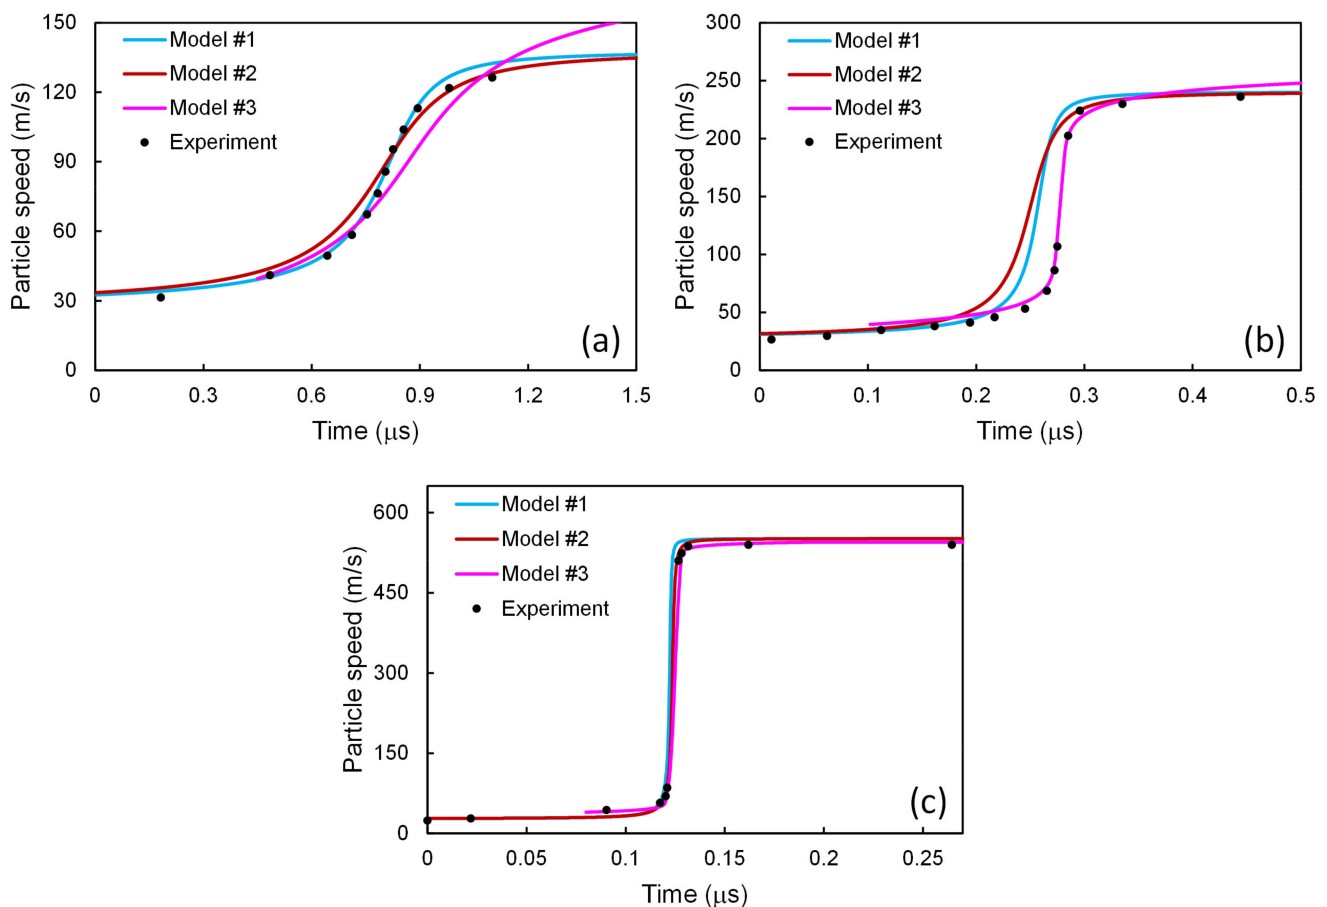 150
120
90
60
30
0
Particle speed (m/s)
Model #1
Model #2
Model #3
Experiment
(a)
0 0.3 0.6 0.9 1.2 1.5
Time (μs)
300
250
200
150
100
50
0
Particle speed (m/s)
Model #1
Model #2
Model #3
Experiment
(b)
0 0.1 0.2 0.3 0.4 0.5
Time (μs)
600
450
300
150
0
Particle speed (m/s)
Model #1
Model #2
Model #3
Experiment
(c)
0 0.05 0.1 0.15 0.2 0.25
Time (μs)